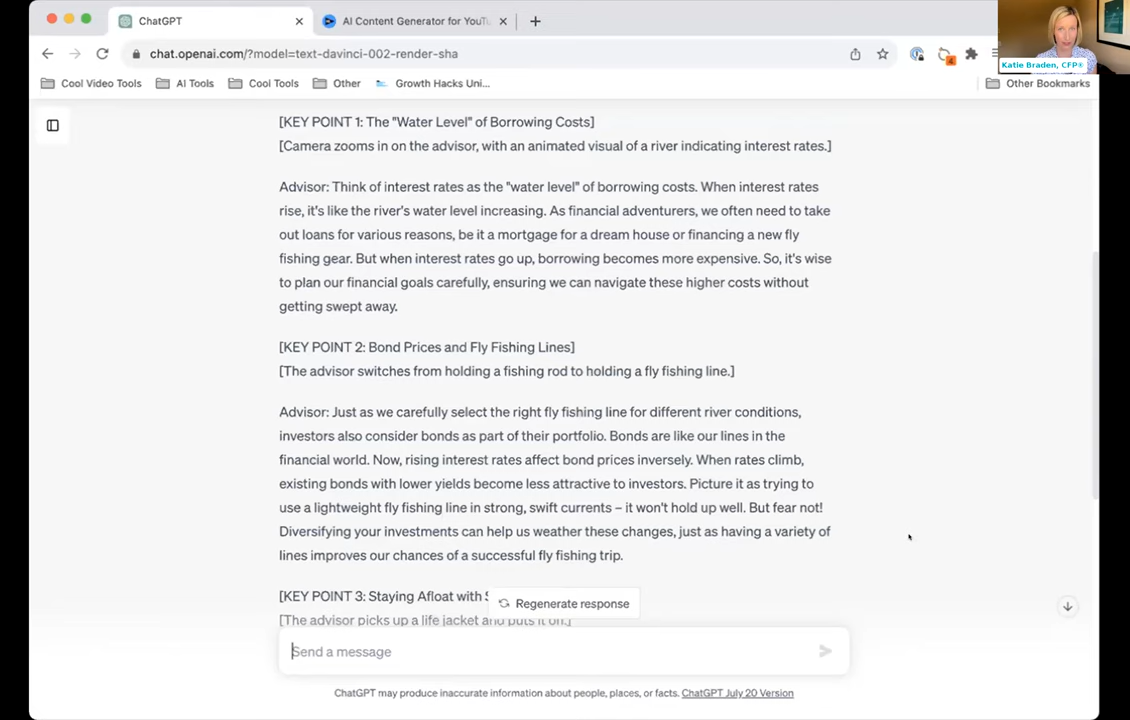 ChatGPT
AI Content Generator for YouTu
chat.openai.com/?model=text-davinci-002-render-sha
4
Katie Braden, CFP®
Cool Video Tools
AI Tools
Cool Tools
Other
Growth Hacks Uni...
Other Bookmarks
[KEY POINT 1: The "Water Level" of Borrowing Costs]
[Camera zooms in on the advisor, with an animated visual of a river indicating interest rates.]
Advisor: Think of interest rates as the "water level" of borrowing costs. When interest rates
rise, it's like the river's water level increasing. As financial adventurers, we often need to take
out loans for various reasons, be it a mortgage for a dream house or financing a new fly
fishing gear. But when interest rates go up, borrowing becomes more expensive. So, it's wise
to plan our financial goals carefully, ensuring we can navigate these higher costs without
getting swept away.
[KEY POINT 2: Bond Prices and Fly Fishing Lines]
[The advisor switches from holding a fishing rod to holding a fly fishing line.]
Advisor: Just as we carefully select the right fly fishing line for different river conditions,
investors also consider bonds as part of their portfolio. Bonds are like our lines in the
financial world. Now, rising interest rates affect bond prices inversely. When rates climb,
existing bonds with lower yields become less attractive to investors. Picture it as trying to
use a lightweight fly fishing line in strong, swift currents – it won't hold up well. But fear not!
Diversifying your investments can help us weather these changes, just as having a variety of
lines improves our chances of a successful fly fishing trip.
[KEY POINT 3: Staying Afloat with
Regenerate response
[The advisor picks up a life jacket and puts it on.]
Send a message
ChatGPT may produce inaccurate information about people, places, or facts. ChatGPT July 20 Version